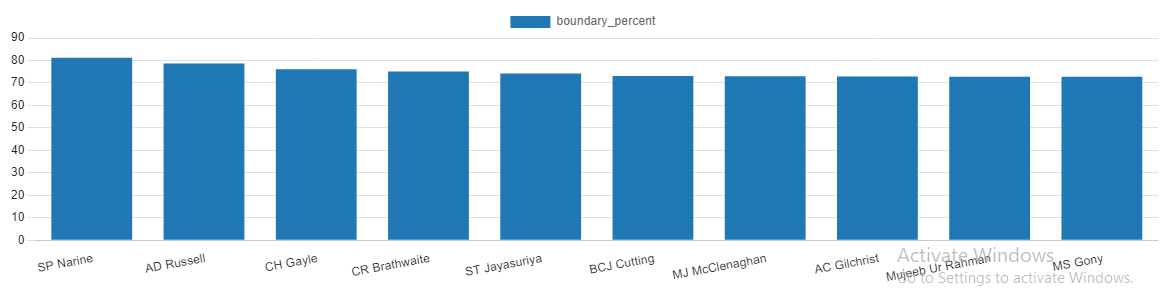 boundary_percent
90
80
70
60
50
40
30
20
10
0
SP Narine
AD Russell
CH Gayle
CR Brathwaite
ST Jayasuriya
BCJ Cutting
MJ McClenaghan
AC Gilchrist
Mujeeb Ur Rahman
MS Gony
Activate Windows
Go to Settings to activate Windows.